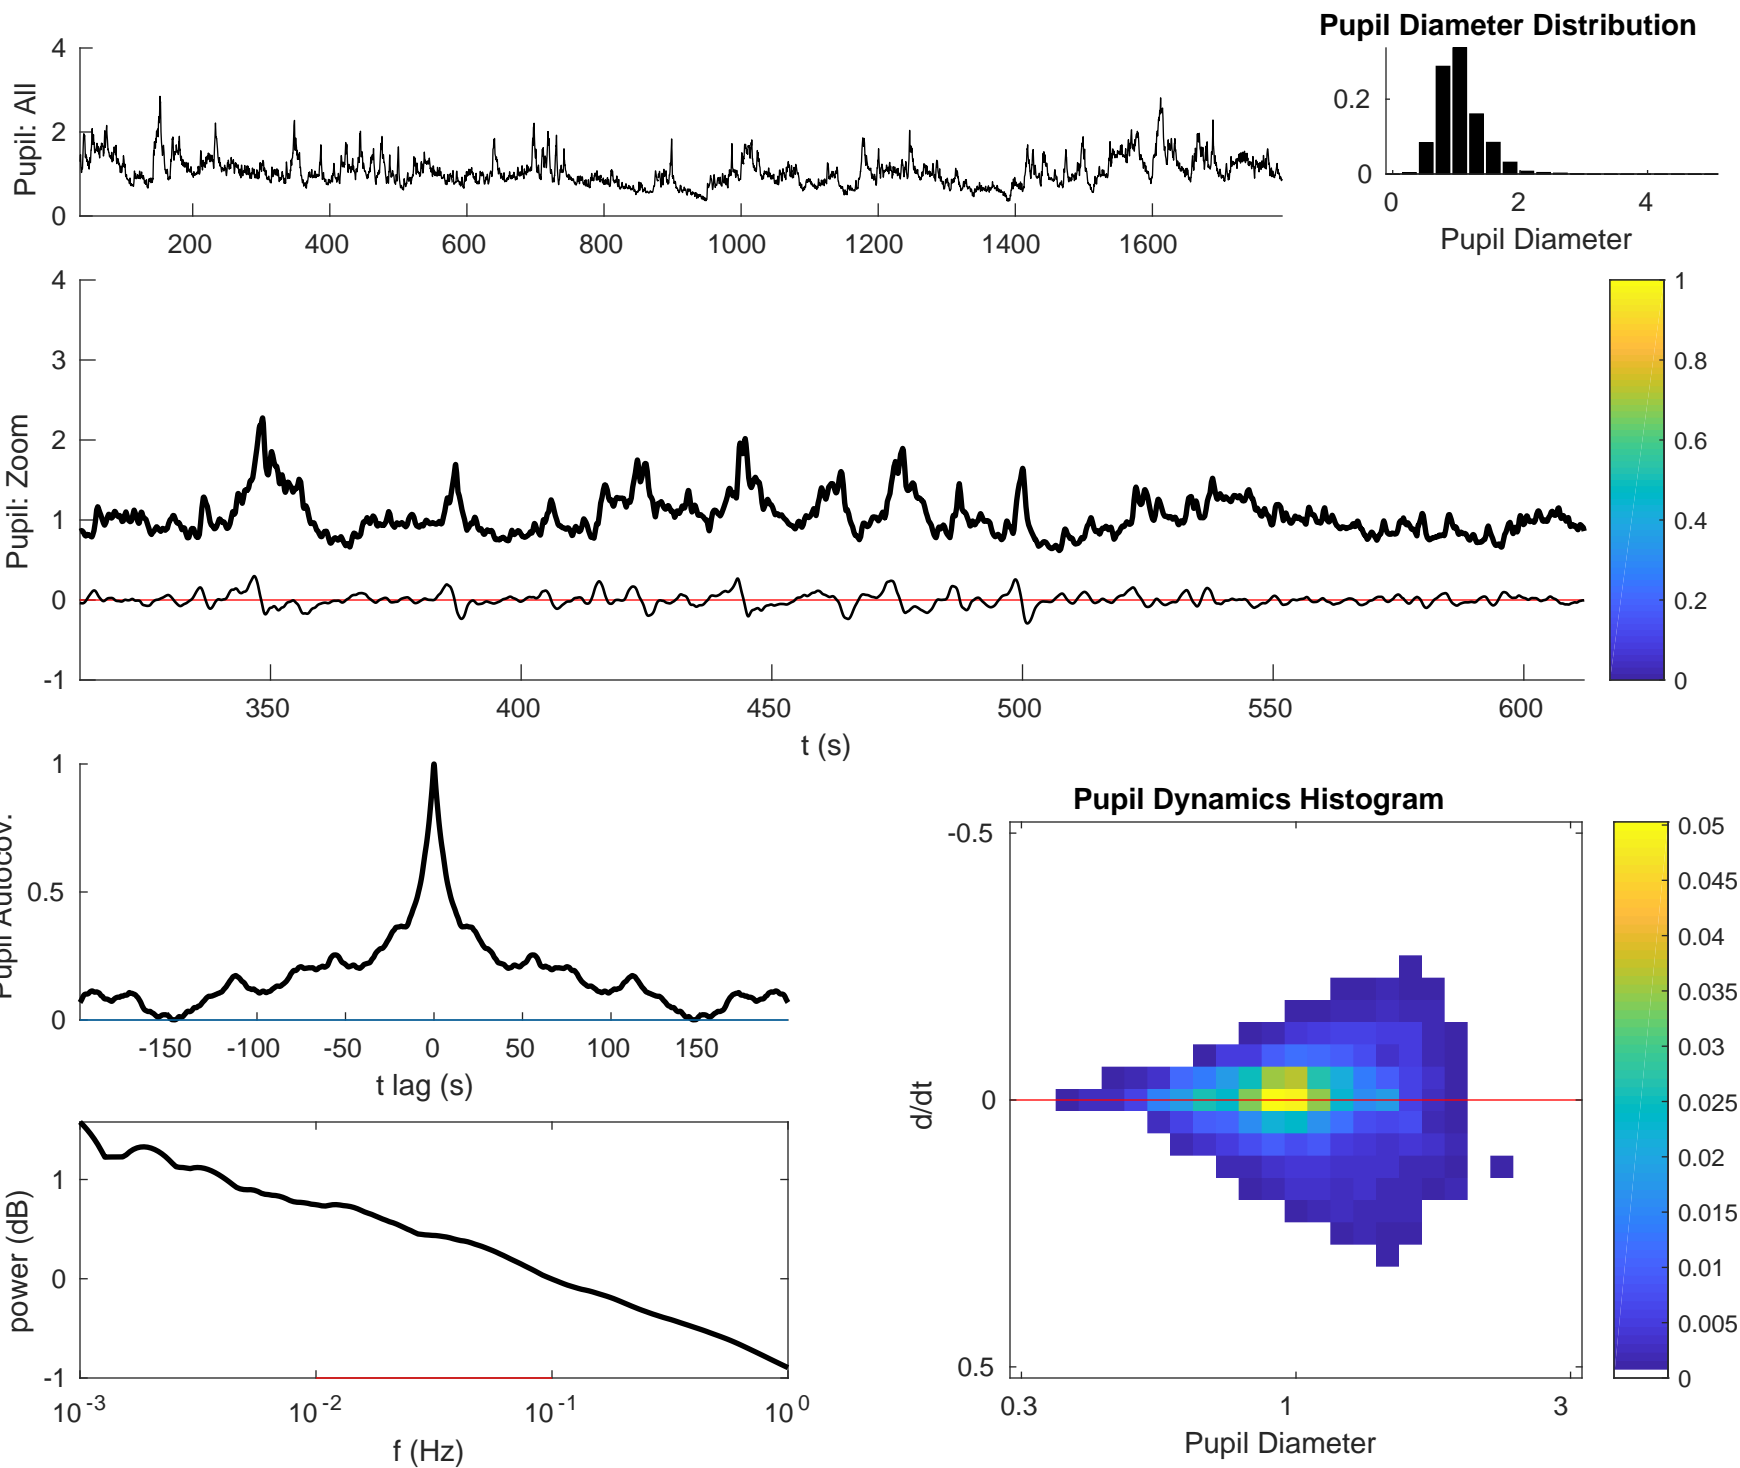 Pupil Diameter Distribution
Pupil: All
4
2
0
200 400 600 800 1000 1200 1400 1600
0.2
0
0 2 4
Pupil Diameter
Pupil: Zoom
4
3
2
1
0
-1
350 400 450 500 550 600
t (s)
1
0.8
0.6
0.4
0.2
0
Pupil Autocov.
1
0.5
0
-150 -100 -50 0 50 100 150
t lag (s)
power (dB)
1
0
-1
10^-3 10^-2 10^-1 10^0
f (Hz)
Pupil Dynamics Histogram
d/dt
-0.5
0
0.5
0.3 1 3
Pupil Diameter
0.05
0.045
0.04
0.035
0.03
0.025
0.02
0.015
0.01
0.005
0